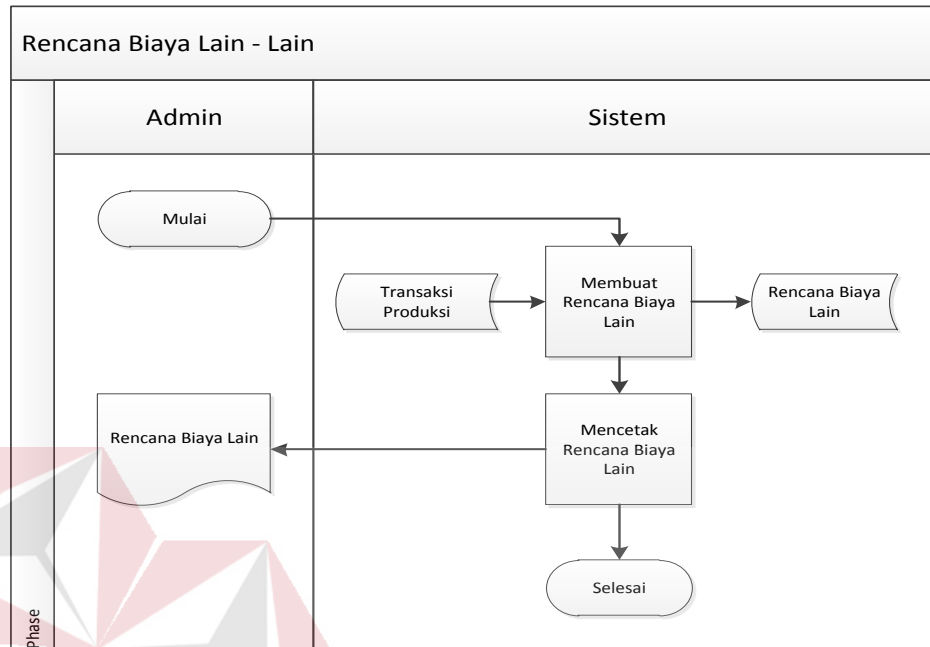 Rencana Biaya Lain - Lain
Admin
Sistem
Mulai
Membuat
Rencana Biaya
Lain
Transaksi
Produksi
Rencana Biaya
Lain
Rencana Biaya Lain
Mencetak
Rencana Biaya
Lain
Selesai
Phase